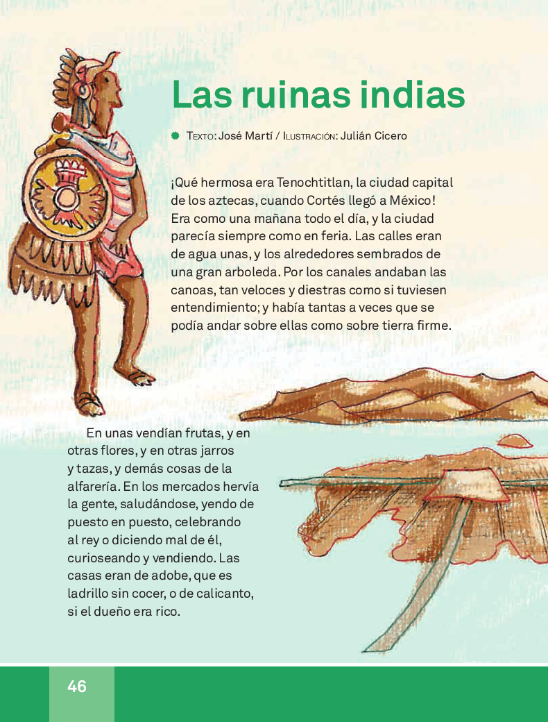 Las ruinas indias
Texto: José Martí / Ilustración: Julián Cicero
¡Qué hermosa era Tenochtitlan, la ciudad capital
de los aztecas, cuando Cortés llegó a México!
Era como una mañana todo el día, y la ciudad
parecía siempre como en feria. Las calles eran
de agua unas, y los alrededores sembrados de
una gran arboleda. Por los canales andaban las
canoas, tan veloces y diestras como si tuviesen
entendimiento; y había tantas a veces que se
podía andar sobre ellas como sobre tierra firme.
En unas vendían frutas, y en
otras flores, y en otras jarros
y tazas, y demás cosas de la
alfarería. En los mercados hervía
la gente, saludándose, yendo de
puesto en puesto, celebrando
al rey o diciendo mal de él,
curioseando y vendiendo. Las
casas eran de adobe, que es
ladrillo sin cocer, o de calicanto,
si el dueño era rico.
46